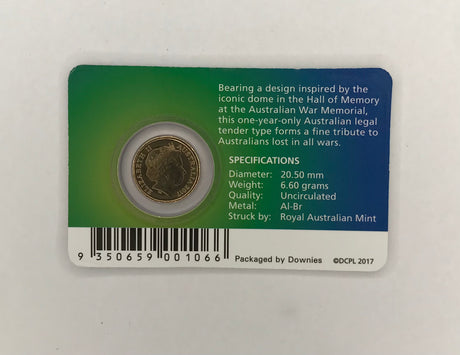 Bearing a design inspired by the
iconic dome in the Hall of Memory
at the Australian War Memorial,
this one-year-only Australian legal
tender type forms a fine tribute to
Australians lost in all wars.
SPECIFICATIONS
Diameter: 20.50 mm
Weight: 6.60 grams
Quality: Uncirculated
Metal: Al-Br
Struck by: Royal Australian Mint
ELIZABETH II AUSTRALIA
9 350659 001066
Packaged by Downies ©DCPL 2017